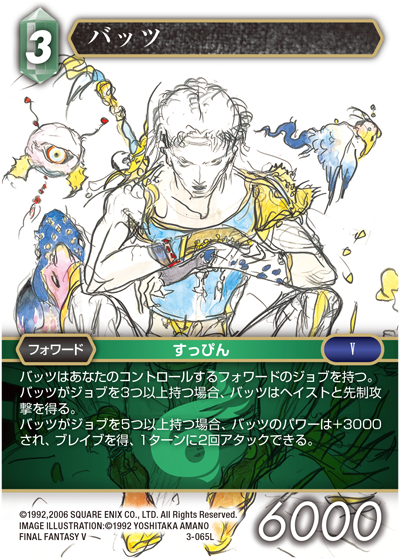 3
バッツ
フォワード
すっぴん
V
バッツはあなたのコントロールするフォワードのジョブを持つ。
バッツがジョブを3つ以上持つ場合、バッツはヘイストと先制攻
撃を得る。
バッツがジョブを5つ以上持つ場合、バッツのパワーは+3000
され、ブレイブを得、1ターンに2回アタックできる。
©1992,2006 SQUARE ENIX CO., LTD. All Rights Reserved.
IMAGE ILLUSTRATION:©1992 YOSHITAKA AMANO
FINAL FANTASY V 3-065L
6000